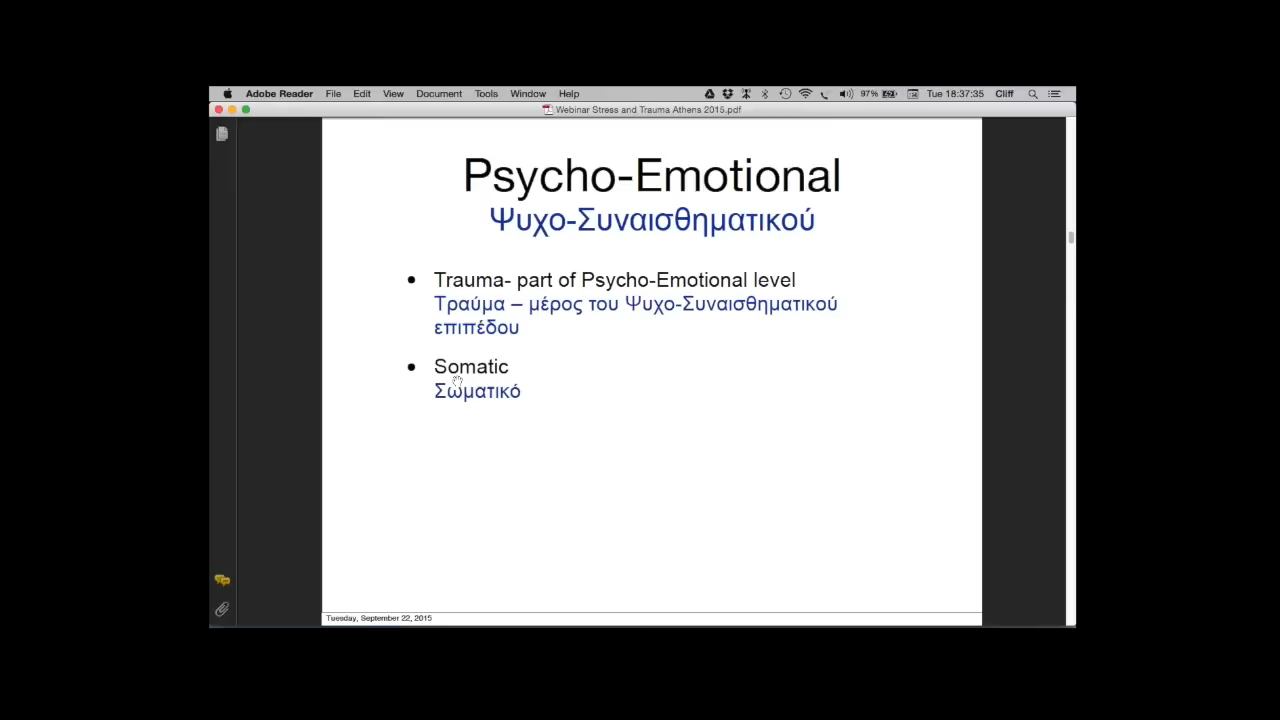 Adobe Reader File Edit View Document Tools Window Help 97% Tue 18:37:35 Cliff
Webinar Stress and Trauma Athens 2015.pdf
Psycho-Emotional
Ψυχο-Συναισθηματικού
• Trauma- part of Psycho-Emotional level
Τραύμα – μέρος του Ψυχο-Συναισθηματικού
επιπέδου
• Somatic
Σωματικό
Tuesday, September 22, 2015